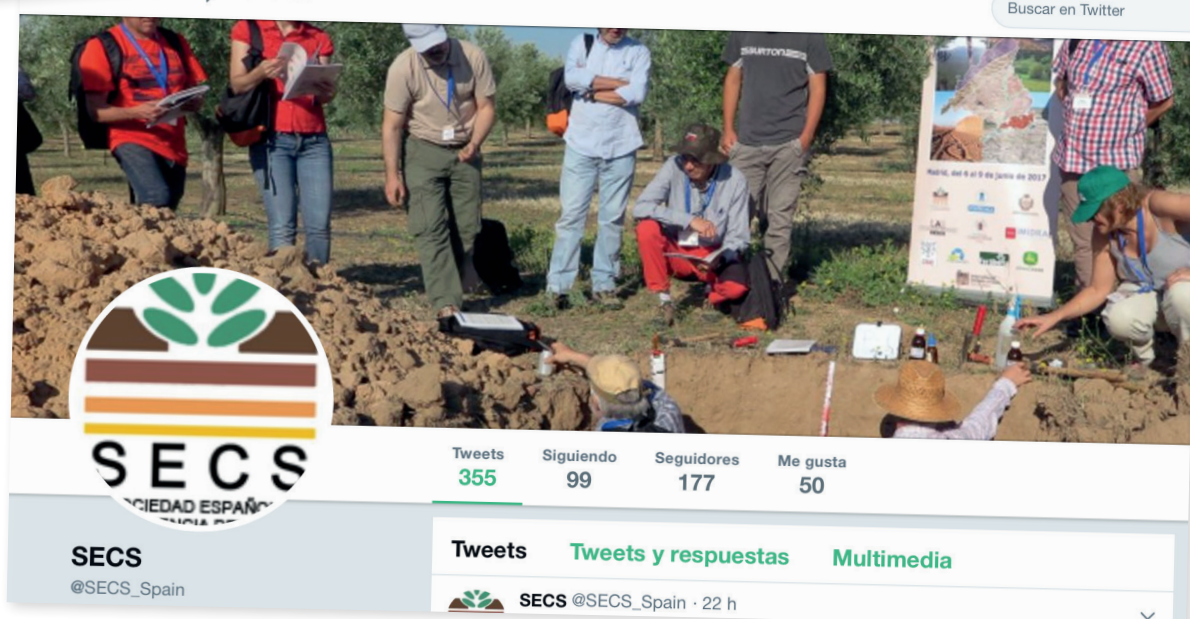 Buscar en Twitter
BURTON
Madrid, del 6 al 9 de junio de 2017
SECS
Tweets
355
Siguiendo
99
Seguidores
177
Me gusta
50
SECS
@SECS_Spain
Tweets
Tweets y respuestas
Multimedia
SECS @SECS_Spain · 22 h